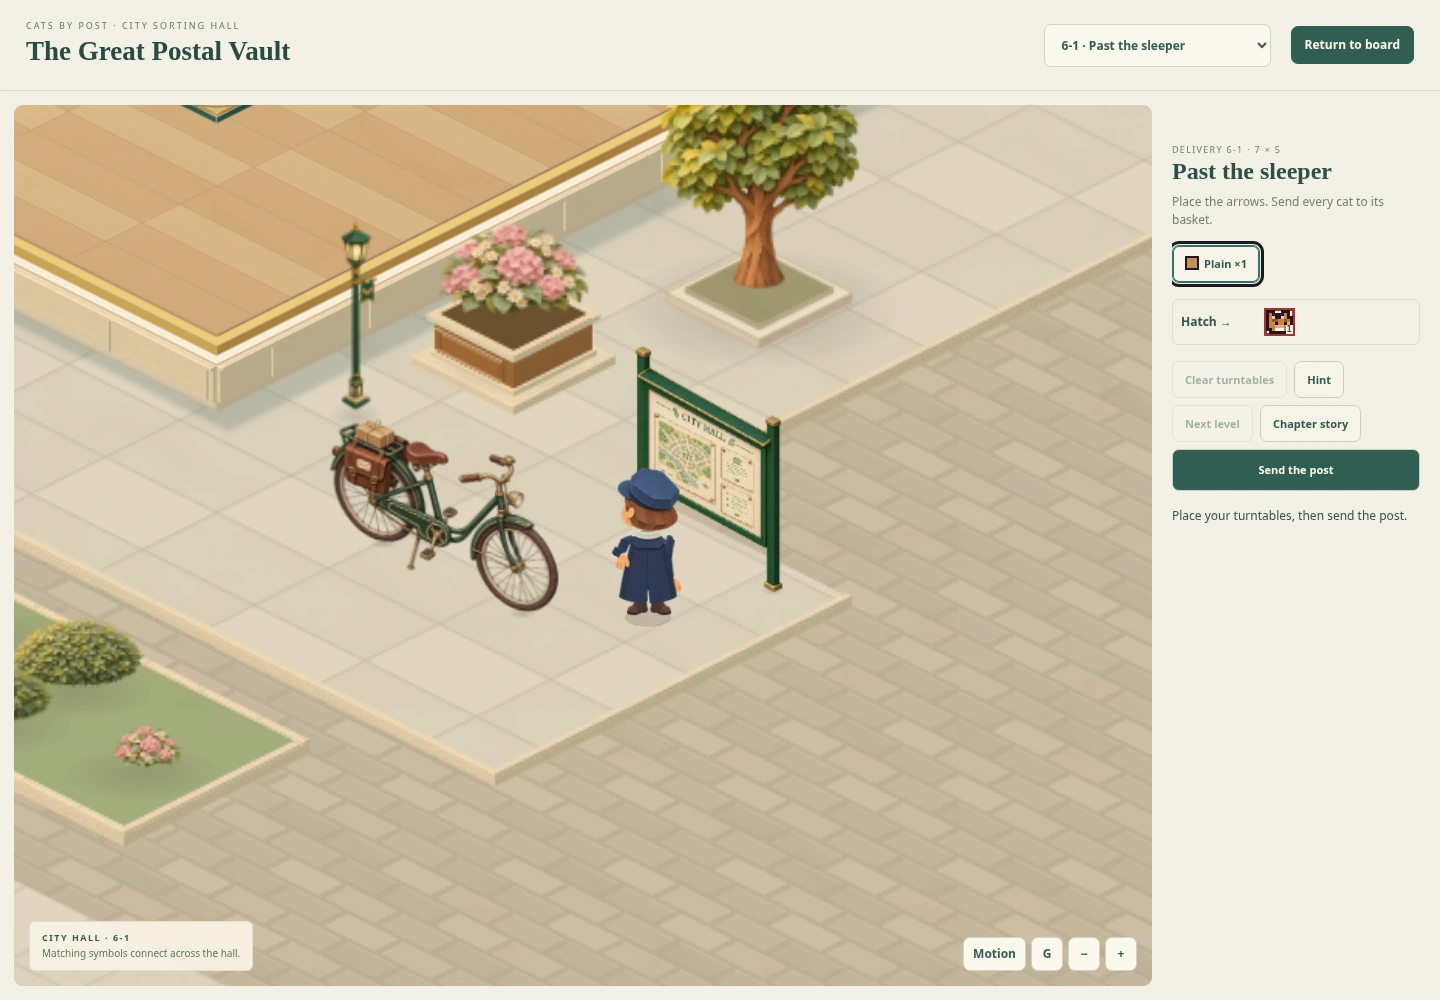 CATS BY POST · CITY SORTING HALL
The Great Postal Vault
6-1 · Past the sleeper
Return to board
DELIVERY 6-1 · 7 × 5
Past the sleeper
Place the arrows. Send every cat to its
basket.
Plain ×1
Hatch →
1
Clear turntables
Hint
Next level
Chapter story
Send the post
Place your turntables, then send the post.
CITY HALL
CITY HALL · 6-1
Matching symbols connect across the hall.
Motion
G
−
+